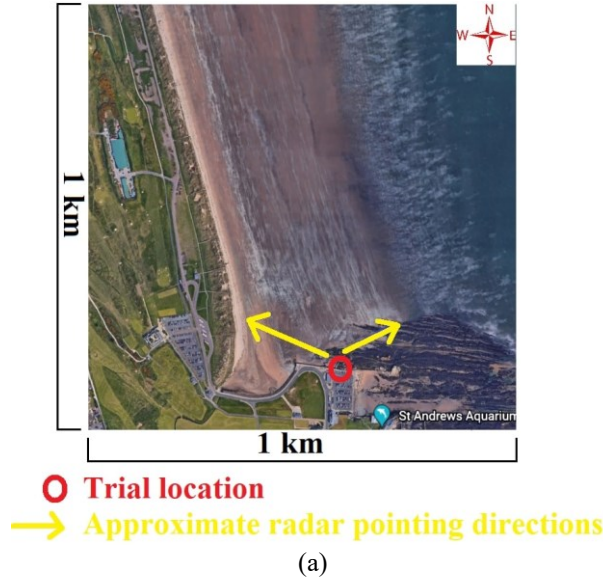 N
W E
S
1 km
St Andrews Aquarium
1 km
Trial location
Approximate radar pointing directions
(a)